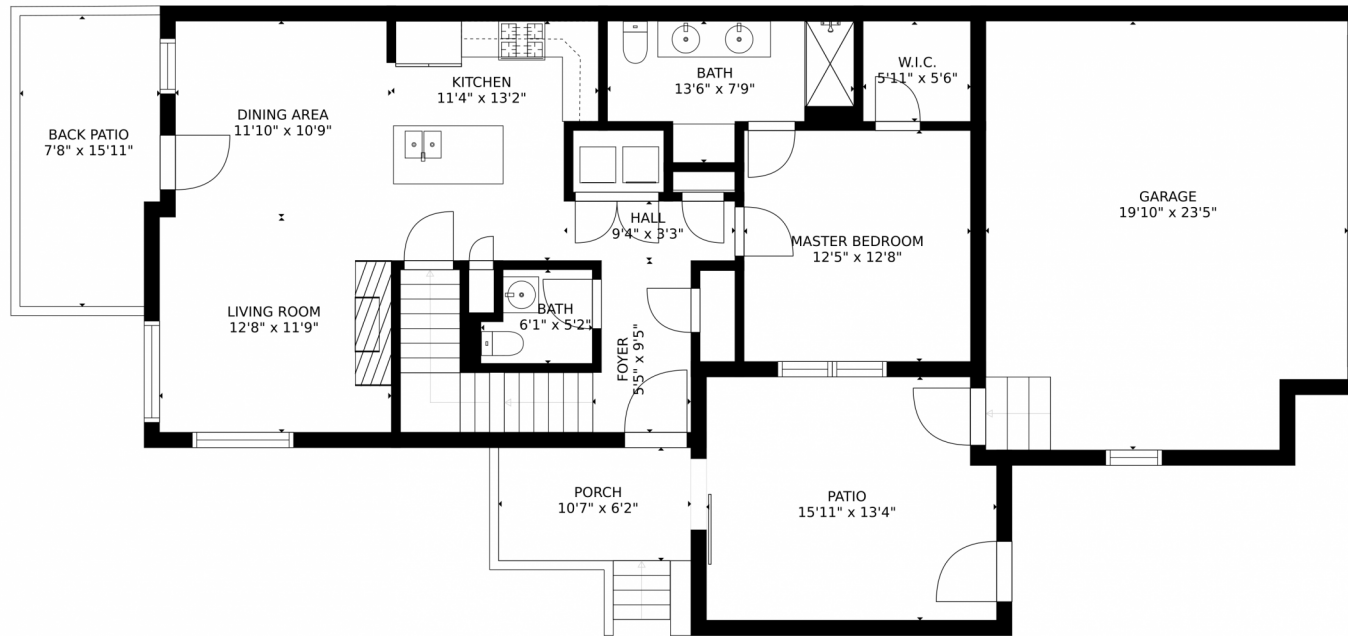 BACK PATIO
7'8" x 15'11"
DINING AREA
11'10" x 10'9"
KITCHEN
11'4" x 13'2"
BATH
13'6" x 7'9"
W.I.C.
5'11" x 5'6"
GARAGE
19'10" x 23'5"
HALL
9'4" x 3'3"
MASTER BEDROOM
12'5" x 12'8"
LIVING ROOM
12'8" x 11'9"
BATH
6'1" x 5'2"
FOYER
5'5" x 9'5"
PORCH
10'7" x 6'2"
PATIO
15'11" x 13'4"